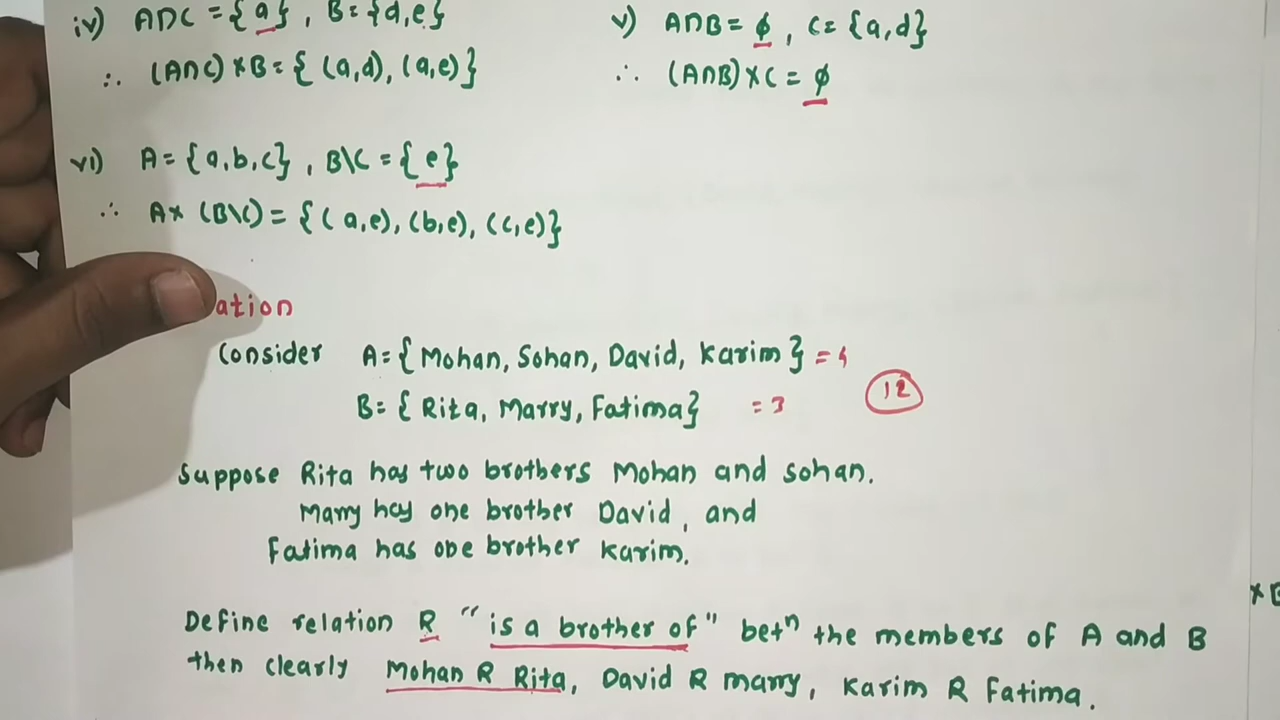 iv) A∩C = {a}, B = {d,e} v) A∩B = ϕ, C = {a,d}
∴ (A∩C) × B = { (a,d), (a,e)} ∴ (A∩B) × C = ϕ
vi) A = {a,b,c}, B\C = {e}
∴ A× (B\C) = {(a,e), (b,e), (c,e)}
ation
Consider A = { Mohan, Sohan, David, Karim } = 4
B = { Rita, Marry, Fatima} = 3 12
Suppose Rita has two brothers Mohan and Sohan.
Marry has one brother David, and
Fatima has one brother Karim.
Define relation R "is a brother of" betⁿ the members of A and B
then clearly Mohan R Rita, David R marry, Karim R Fatima.